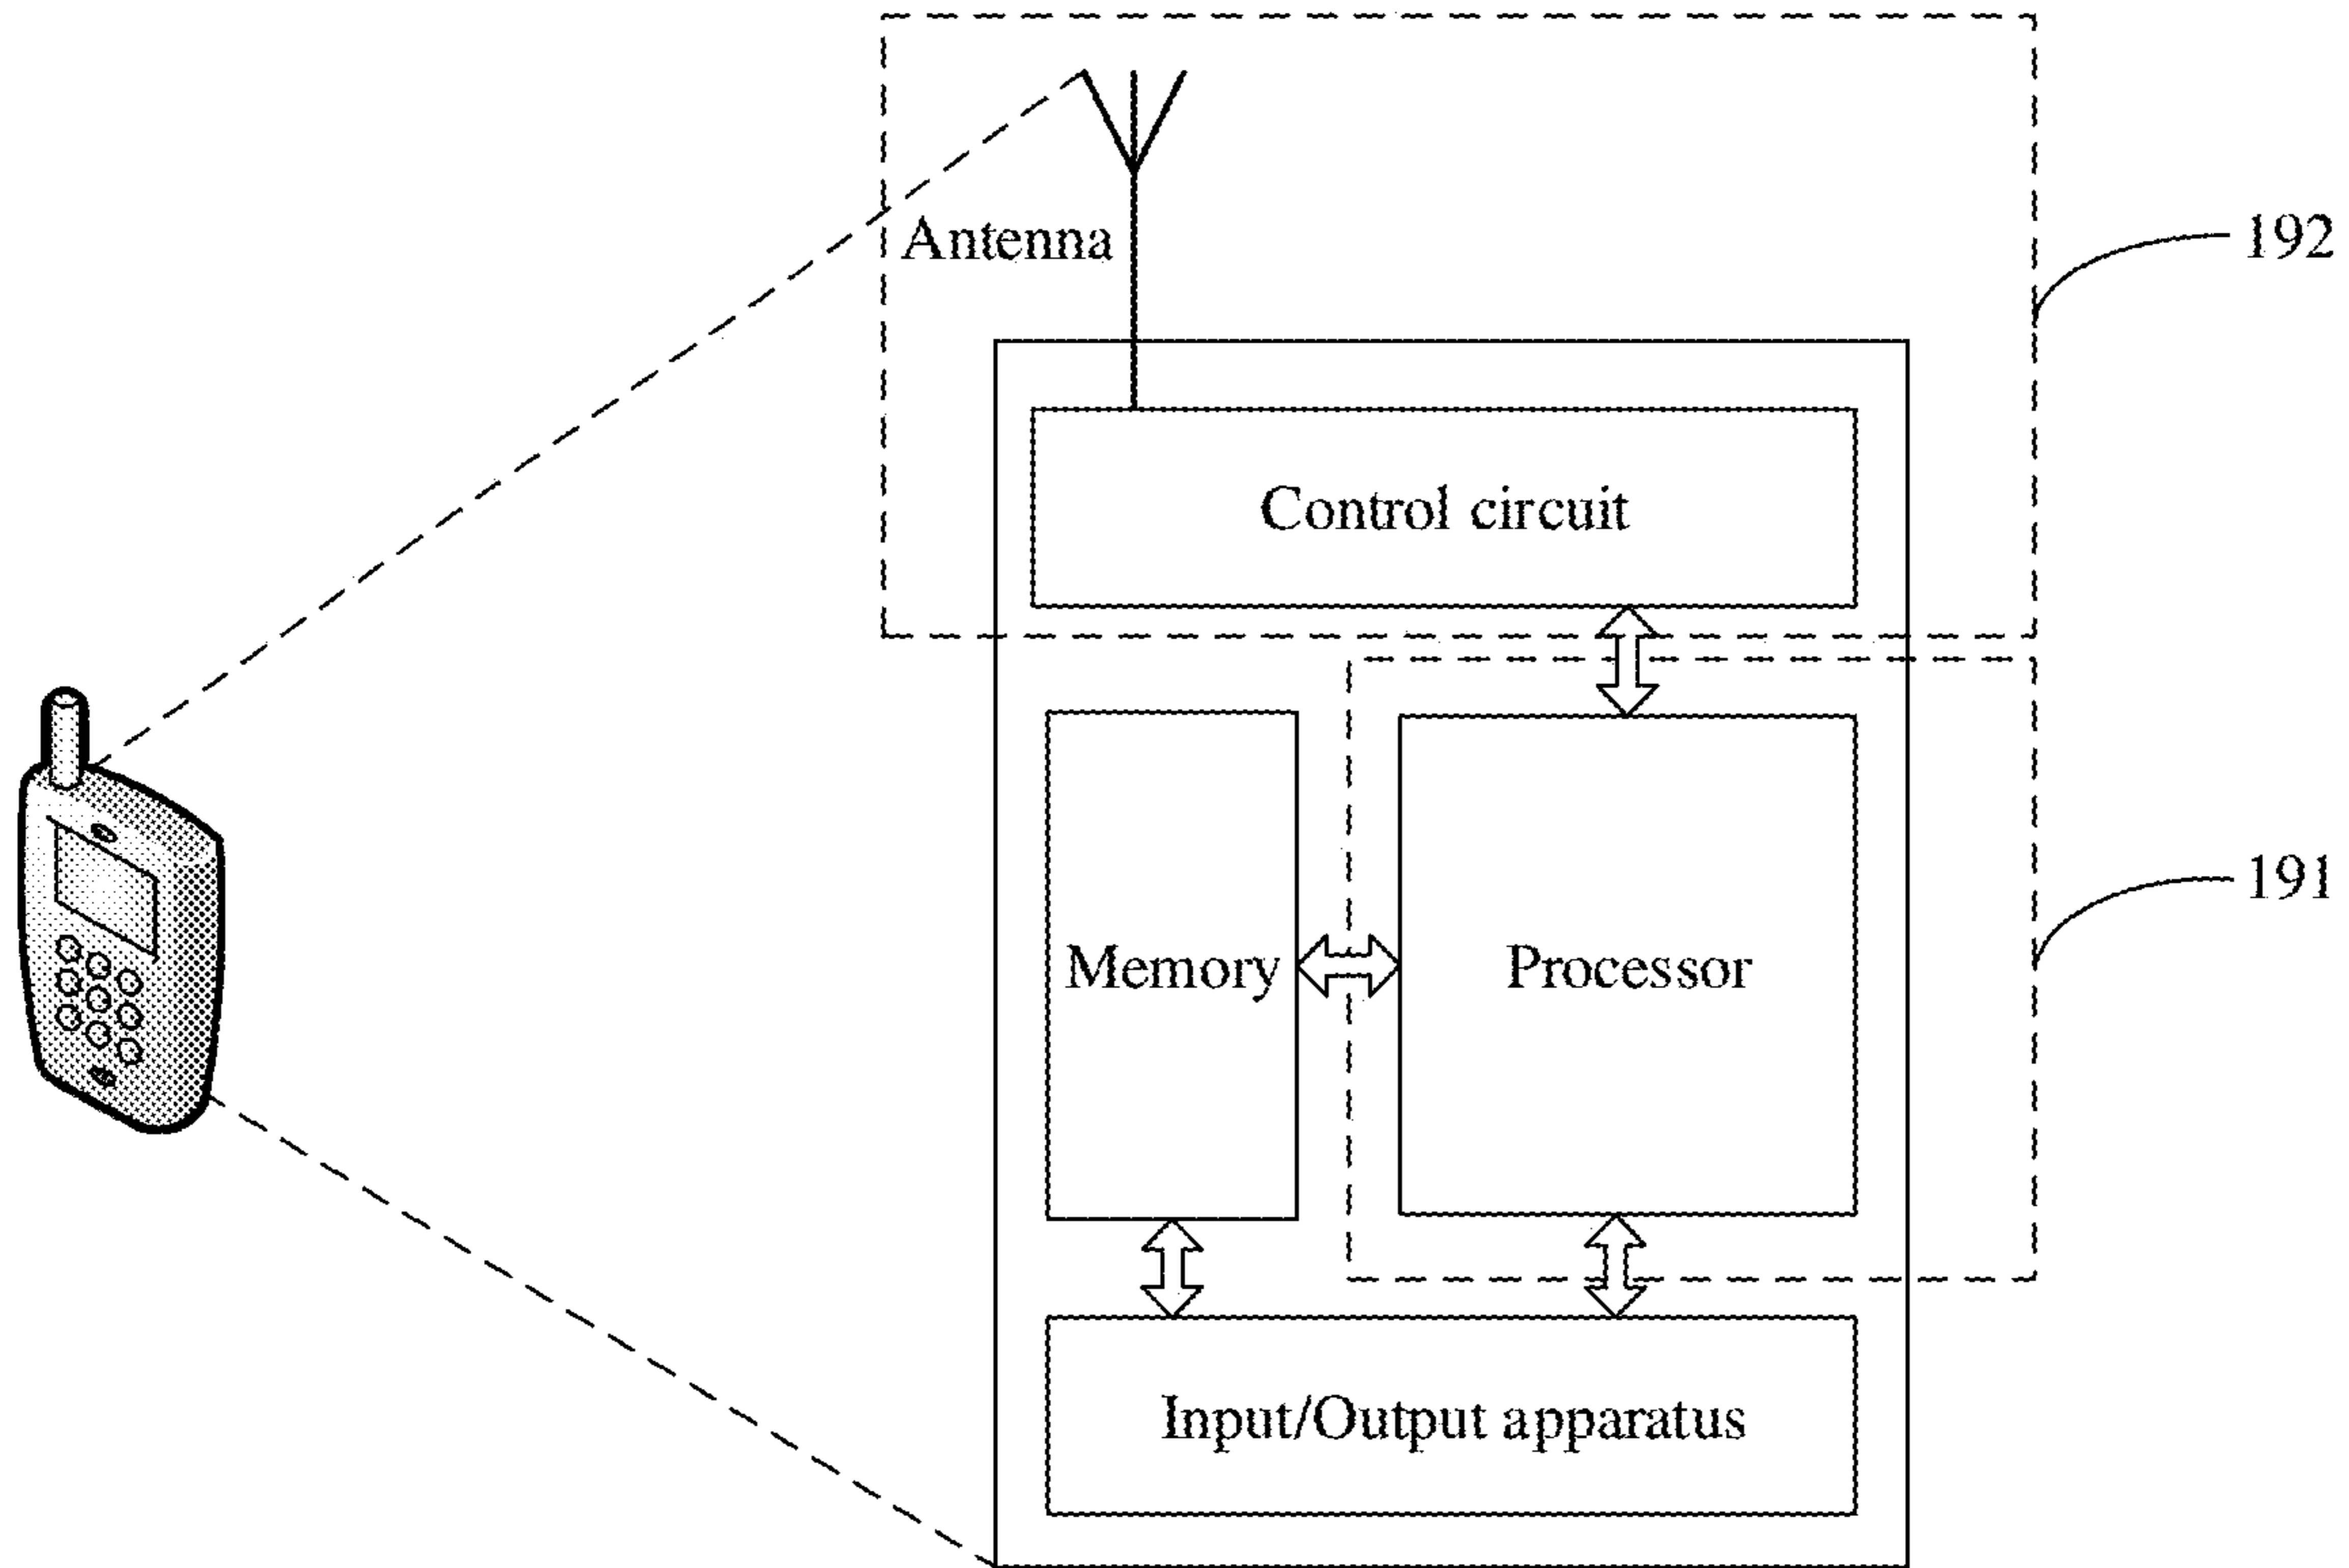 192
Antenna
Control circuit
191
Memory
Processor
Input/Output apparatus